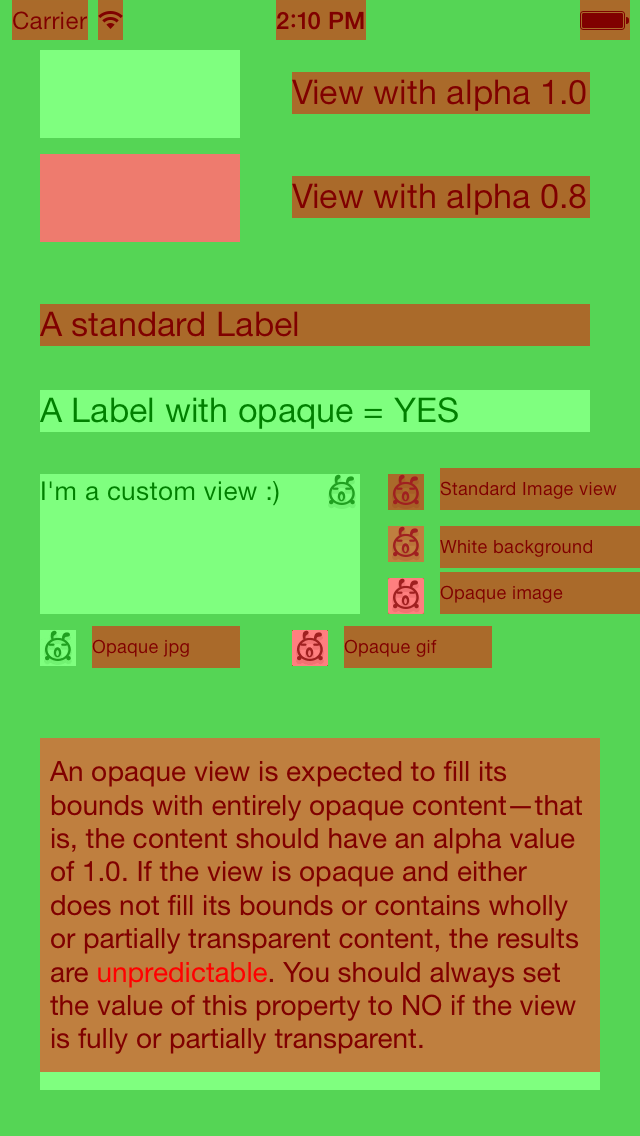 Carrier 2:10 PM
View with alpha 1.0
View with alpha 0.8
A standard Label
A Label with opaque = YES
I'm a custom view :)
Standard Image view
White background
Opaque image
Opaque jpg
Opaque gif
An opaque view is expected to fill its
bounds with entirely opaque content—that
is, the content should have an alpha value
of 1.0. If the view is opaque and either
does not fill its bounds or contains wholly
or partially transparent content, the results
are unpredictable. You should always set
the value of this property to NO if the view
is fully or partially transparent.